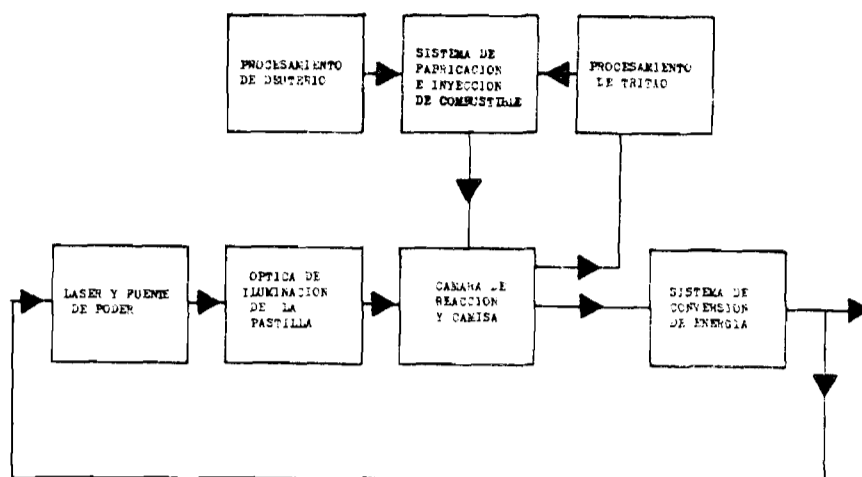 PROCESAMIENTO
DE DEUTERIO
SISTEMA DE
FABRICACION
E INYECCION
DE COMBUSTIBLE
PROCESAMIENTO
DE TRITIO
LASER Y FUENTE
DE PODER
OPTICA DE
ILUMINACION
DE LA
PASTILLA
CAMARA DE
REACCION
Y CAMISA
SISTEMA DE
CONVERSION
DE ENERGIA